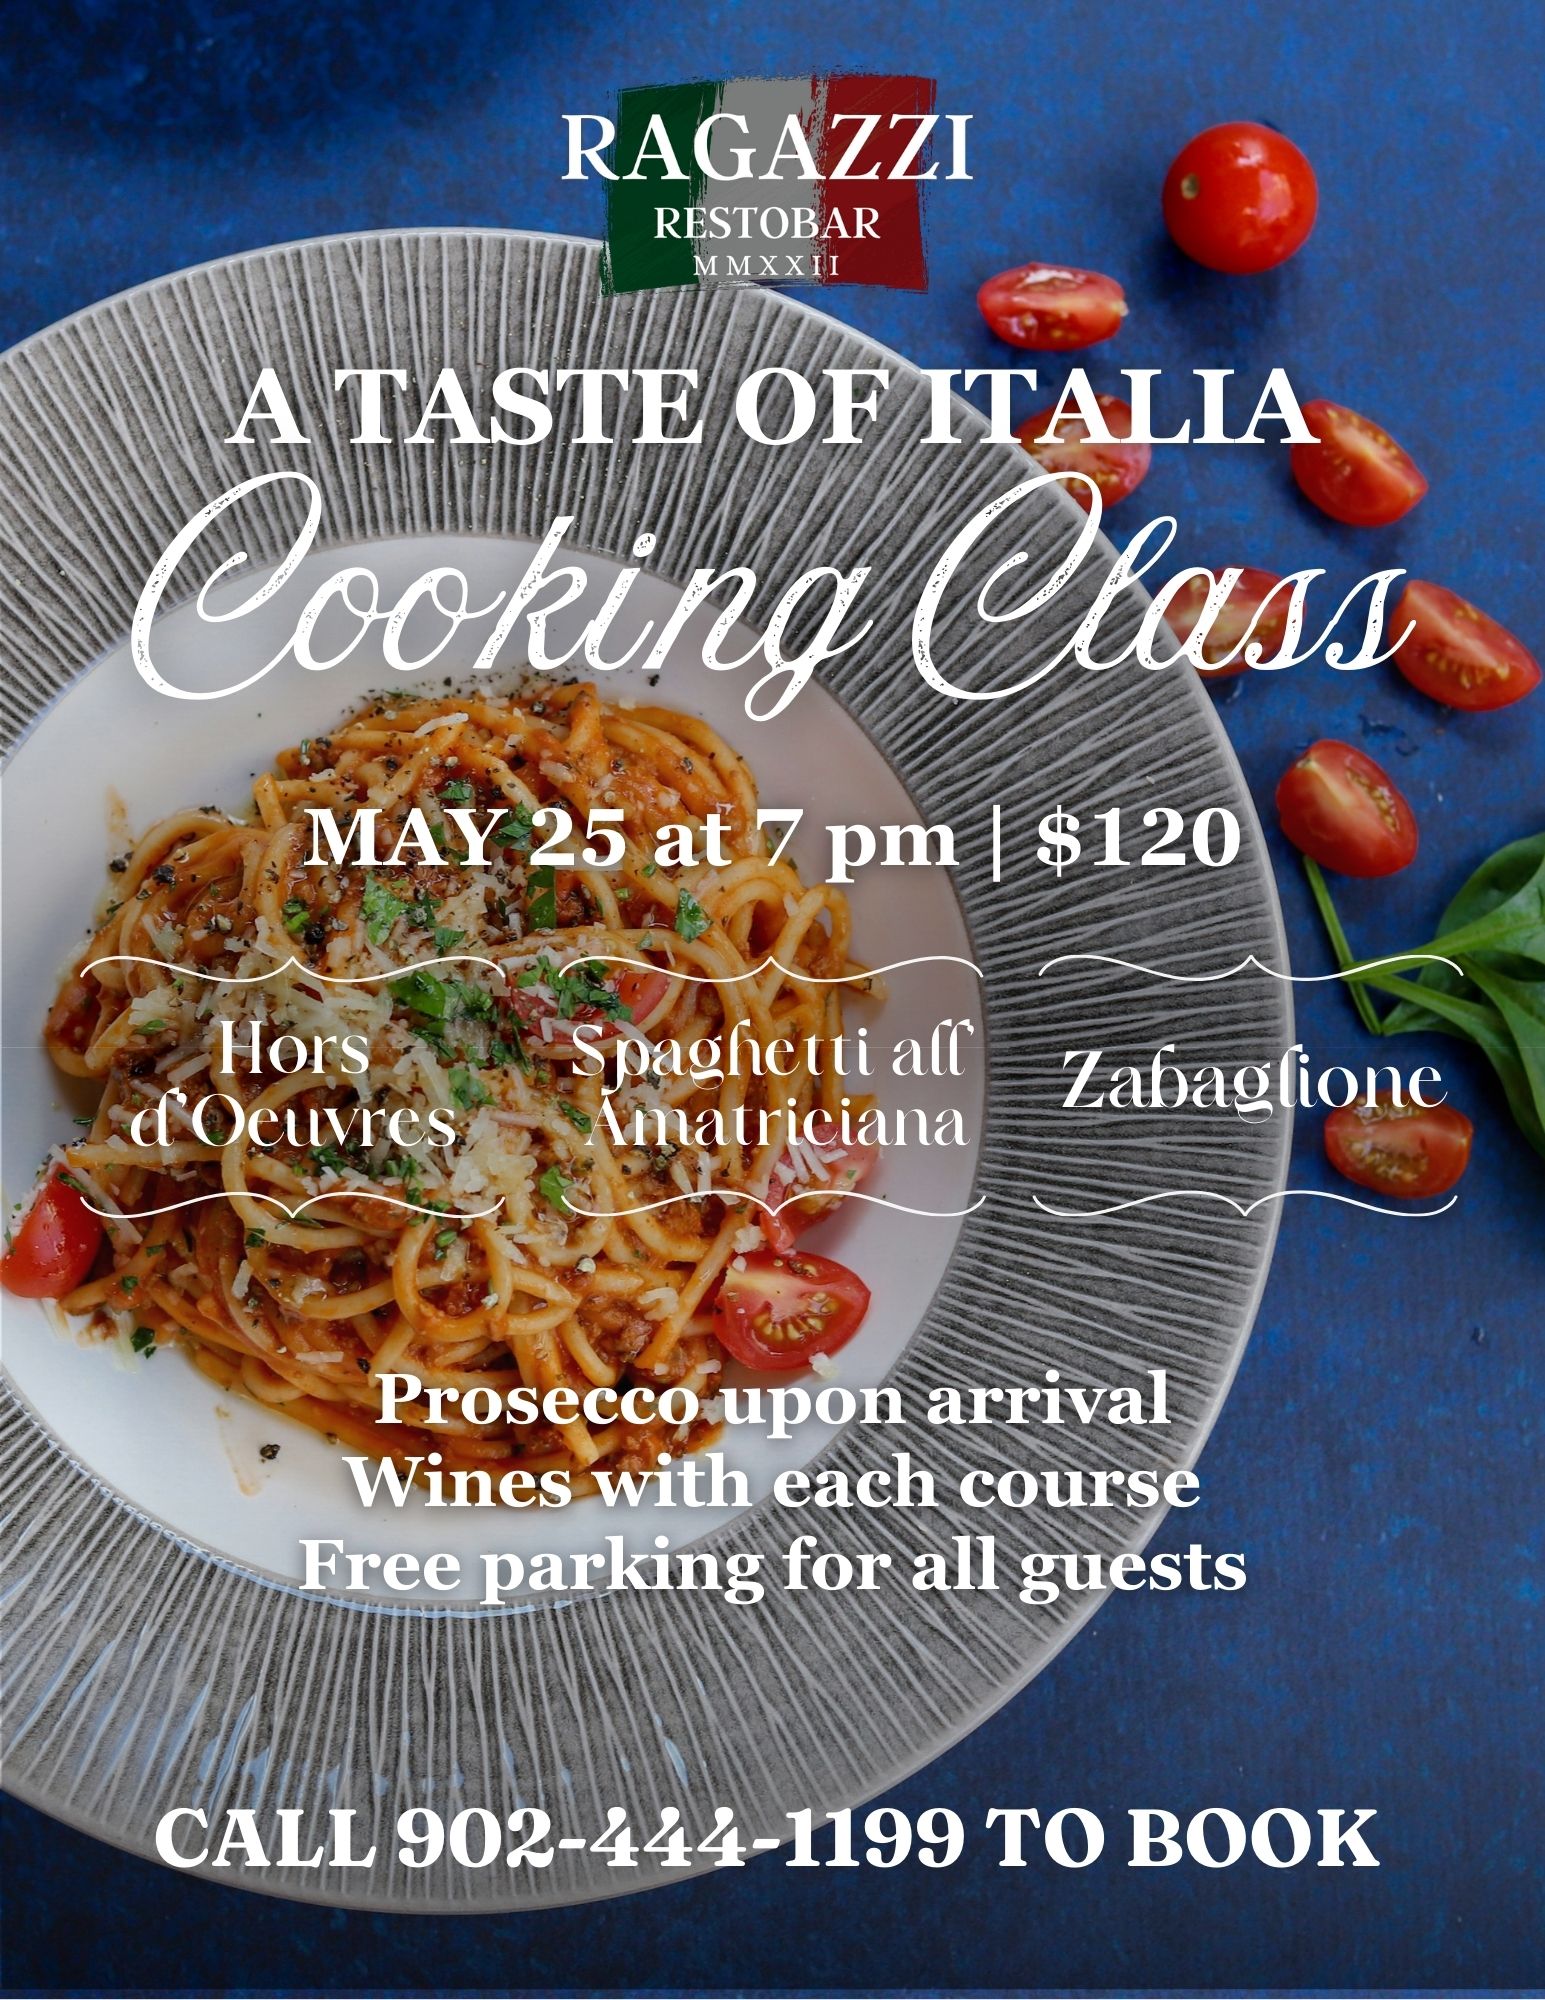 RAGAZZI
RESTOBAR
MMXXII
A TASTE OF ITALIA
Cooking Class
MAY 25 at 7 pm | $120
Hors
d'Oeuvres
Spaghetti all'
Amatriciana
Zabaglione
Prosecco upon arrival
Wines with each course
Free parking for all guests
CALL 902-444-1199 TO BOOK